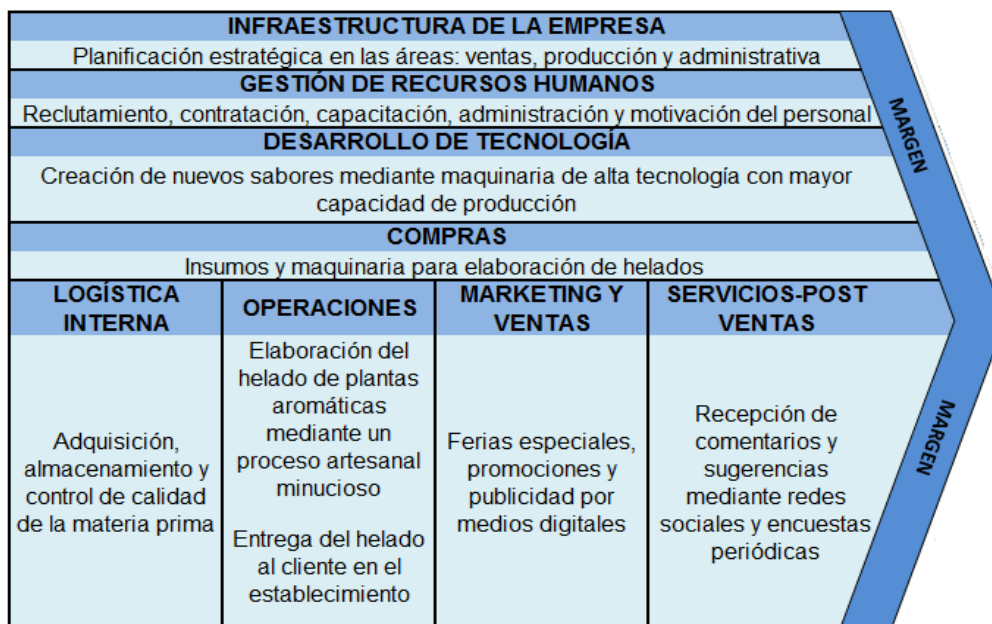 INFRAESTRUCTURA DE LA EMPRESA
Planificación estratégica en las áreas: ventas, producción y administrativa
GESTIÓN DE RECURSOS HUMANOS
Reclutamiento, contratación, capacitación, administración y motivación del personal
DESARROLLO DE TECNOLOGÍA
Creación de nuevos sabores mediante maquinaria de alta tecnología con mayor
capacidad de producción
COMPRAS
Insumos y maquinaria para elaboración de helados
MARGEN
LOGÍSTICA
INTERNA
Adquisición,
almacenamiento y
control de calidad
de la materia prima
OPERACIONES
Elaboración del
helado de plantas
aromáticas
mediante un
proceso artesanal
minucioso
Entrega del helado
al cliente en el
establecimiento
MARKETING Y
VENTAS
Ferias especiales,
promociones y
publicidad por
medios digitales
SERVICIOS-POST
VENTAS
Recepción de
comentarios y
sugerencias
mediante redes
sociales y encuestas
periódicas
MARGEN